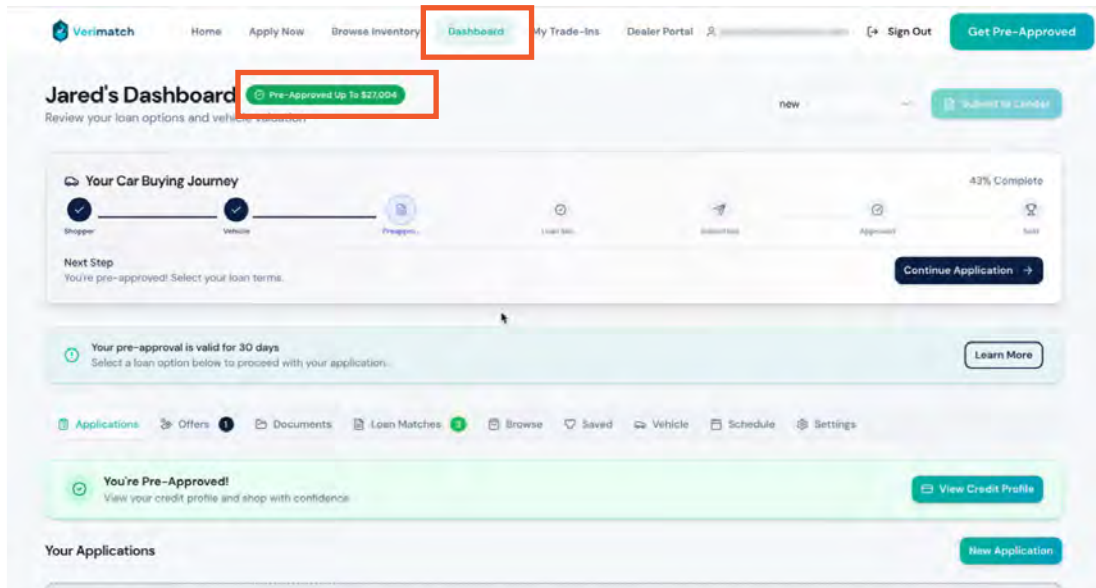 Verimatch Home Apply Now Browse Inventory Dashboard My Trade-Ins Dealer Portal Sign Out Get Pre-Approved
Jared's Dashboard Pre-Approved Up To $27,004
Review your loan options and vehicle valuation new Submit to Lender
Your Car Buying Journey 43% Complete
Shopper Vehicle Preappro... Submitted Approved Sold
Next Step
You're pre-approved! Select your loan terms. Continue Application
Your pre-approval is valid for 30 days
Select a loan option below to proceed with your application. Learn More
Applications Offers 1 Documents Loan Matches 3 Browse Saved Vehicle Schedule Settings
You're Pre-Approved!
View your credit profile and shop with confidence View Credit Profile
Your Applications New Application